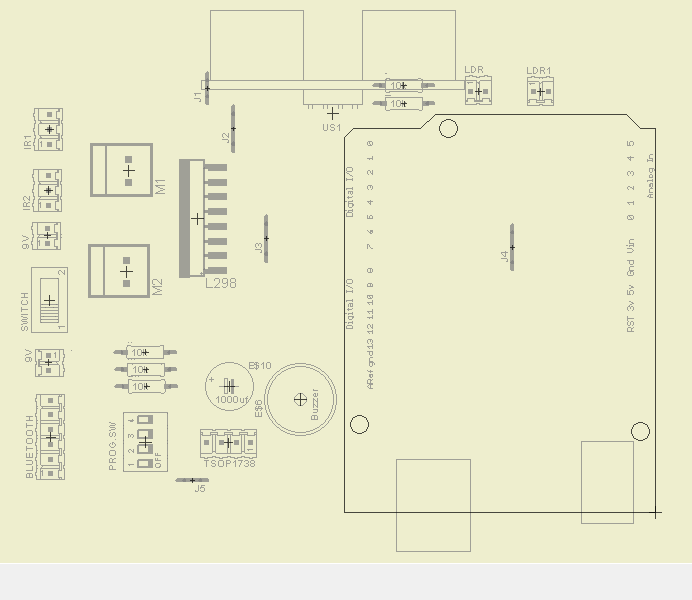 LDR
LDR1
J1
10k
10k
US1
J2
IR1
M1
IR2
9V
L298
J3
J4
M2
SWITCH
2
1
9V
10k
10k
10k
E$10
+
1000uf
E$6
Buzzer
BLUETOOTH
PROG.SW
1 2 3 4
OFF
TSOP1738
J5
Digital I/O
7 6 5 4 3 2 1 0
Digital I/O
ARef gnd 13 12 11 10 9 8
Analog In
0 1 2 3 4 5
RST 3v 5v Gnd Vin